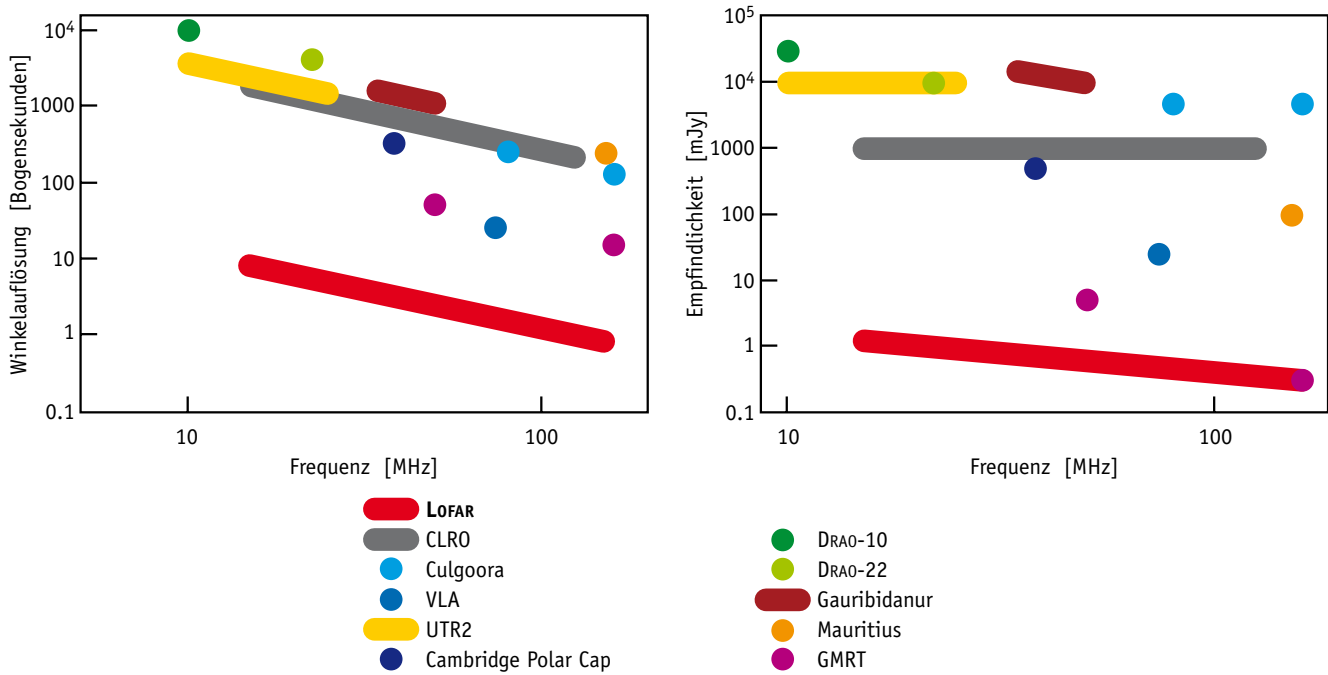 Winkelauflösung [Bogensekunden]
10⁴
1000
100
10
1
0.1
10
100
Frequenz [MHz]
Empfindlichkeit [mJy]
10⁵
10⁴
1000
100
10
1
0.1
10
100
Frequenz [MHz]
LOFAR
CLRO
Culgoora
VLA
UTR2
Cambridge Polar Cap
DRAO-10
DRAO-22
Gauribidanur
Mauritius
GMRT